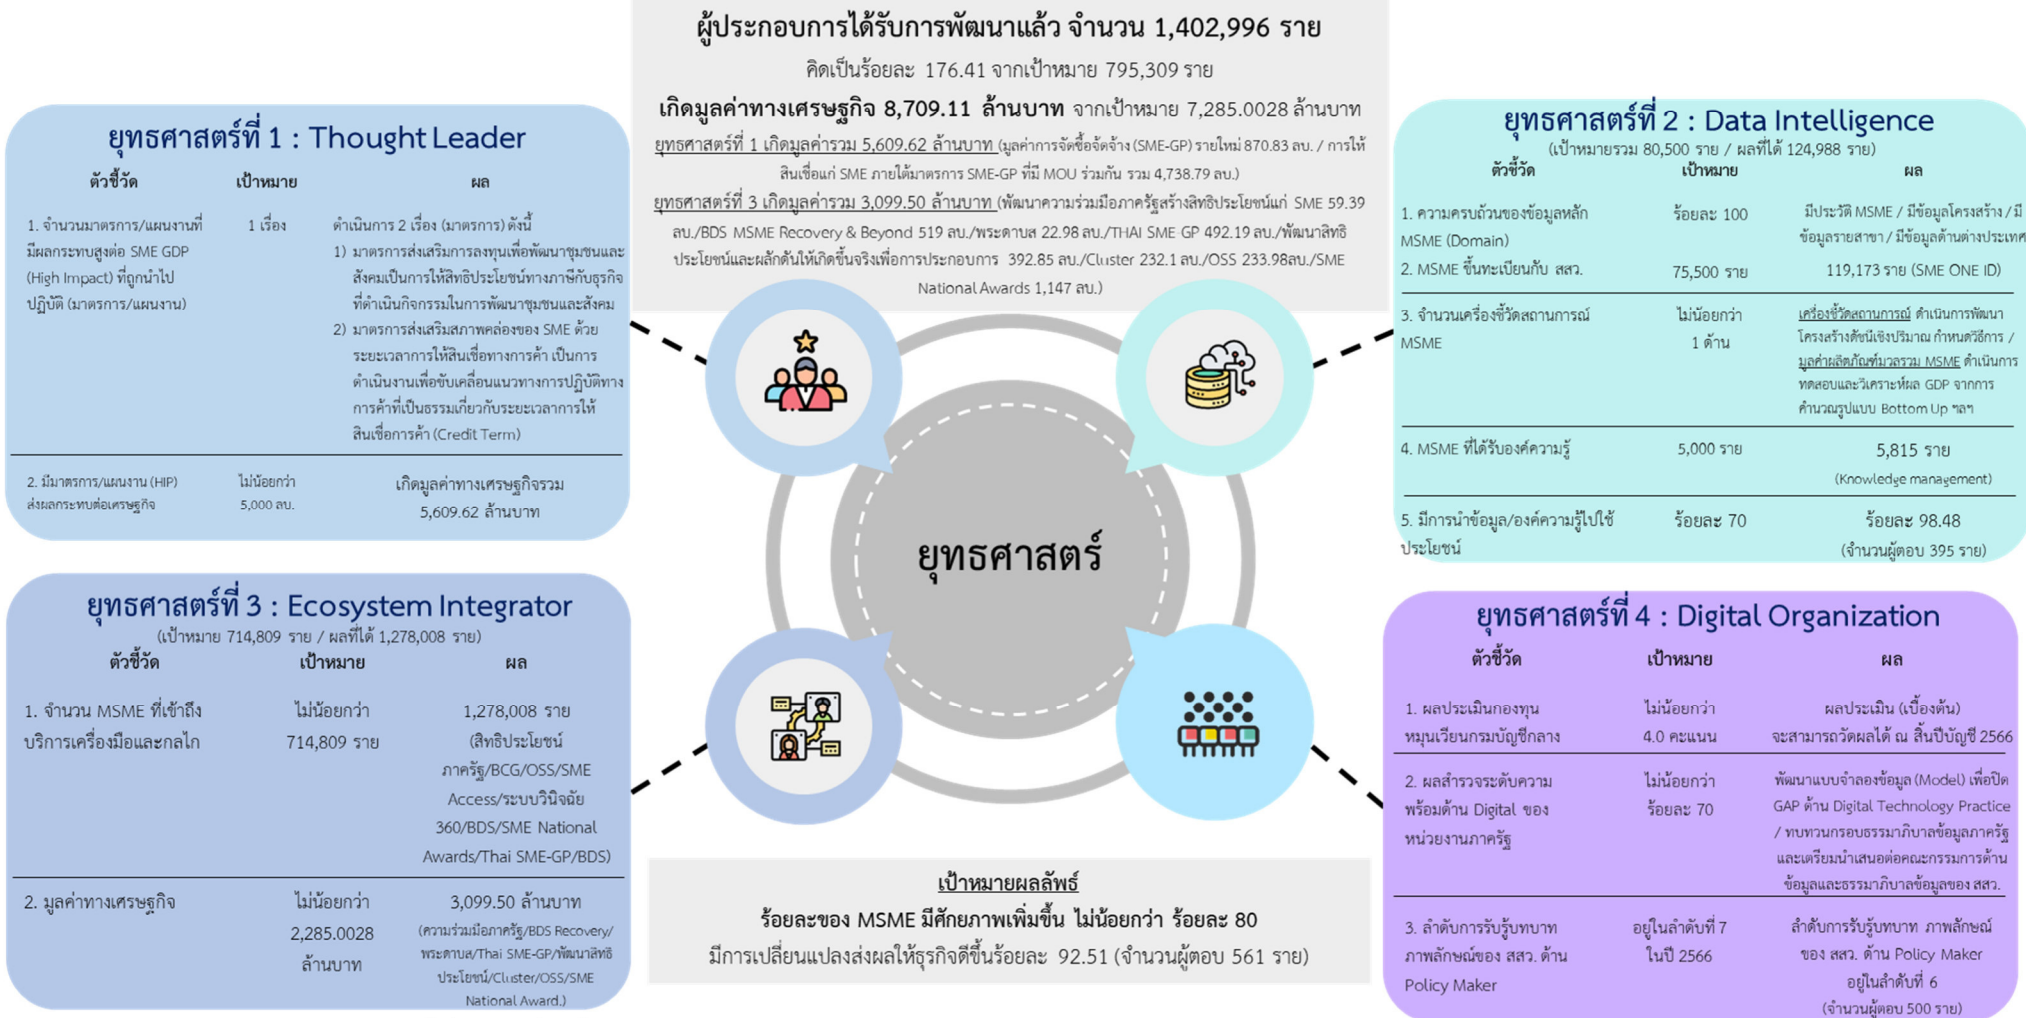 ผู้ประกอบการได้รับการพัฒนาแล้ว จำนวน 1,402,996 ราย
คิดเป็นร้อยละ 176.41 จากเป้าหมาย 795,309 ราย
เกิดมูลค่าทางเศรษฐกิจ 8,709.11 ล้านบาท จากเป้าหมาย 7,285.0028 ล้านบาท
ยุทธศาสตร์ที่ 1 เกิดมูลค่ารวม 5,609.62 ล้านบาท (มูลค่าการจัดซื้อจัดจ้าง (SME-GP) รายใหม่ 870.83 ลบ. / การให้
สินเชื่อแก่ SME ภายใต้มาตรการ SME-GP ที่มี MOU ร่วมกัน รวม 4,738.79 ลบ.)
ยุทธศาสตร์ที่ 3 เกิดมูลค่ารวม 3,099.50 ล้านบาท (พัฒนาความร่วมมือภาครัฐสร้างสิทธิประโยชน์แก่ SME 59.39
ลบ./BDS MSME Recovery & Beyond 519 ลบ./พระดาบส 22.98 ลบ./THAI SME-GP 492.19 ลบ./พัฒนาสิทธิ
ประโยชน์และผลักดันให้เกิดขึ้นจริงเพื่อการประกอบการ 392.85 ลบ./Cluster 232.1 ลบ./OSS 233.98ลบ./SME
National Awards 1,147 ลบ.)
ยุทธศาสตร์ที่ 1 : Thought Leader
ตัวชี้วัด เป้าหมาย ผล
1. จำนวนมาตรการ/แผนงานที่ 1 เรื่อง ดำเนินการ 2 เรื่อง (มาตรการ) ดังนี้
มีผลกระทบสูงต่อ SME GDP 1) มาตรการส่งเสริมการลงทุนเพื่อพัฒนาชุมชนและ
(High Impact) ที่ถูกนำไป สังคมเป็นการให้สิทธิประโยชน์ทางภาษีกับธุรกิจ
ปฏิบัติ (มาตรการ/แผนงาน) ที่ดำเนินกิจกรรมในการพัฒนาชุมชนและสังคม
2) มาตรการส่งเสริมสภาพคล่องของ SME ด้วย
ระยะเวลาการให้สินเชื่อทางการค้า เป็นการ
ดำเนินงานเพื่อขับเคลื่อนแนวทางการปฏิบัติทาง
การค้าที่เป็นธรรมเกี่ยวกับระยะเวลาการให้
สินเชื่อการค้า (Credit Term)
2. มีมาตรการ/แผนงาน (HIP) ไม่น้อยกว่า เกิดมูลค่าทางเศรษฐกิจรวม
ส่งผลกระทบต่อเศรษฐกิจ 5,000 ลบ. 5,609.62 ล้านบาท
ยุทธศาสตร์ที่ 2 : Data Intelligence
(เป้าหมายรวม 80,500 ราย / ผลที่ได้ 124,988 ราย)
ตัวชี้วัด เป้าหมาย ผล
1. ความครบถ้วนของข้อมูลหลัก ร้อยละ 100 มีประวัติ MSME / มีข้อมูลโครงสร้าง / มี
MSME (Domain) ข้อมูลรายสาขา / มีข้อมูลด้านต่างประเทศ
2. MSME ขึ้นทะเบียนกับ สสว. 75,500 ราย 119,173 ราย (SME ONE ID)
3. จำนวนเครื่องชี้วัดสถานการณ์ ไม่น้อยกว่า เครื่องชี้วัดสถานการณ์ ดำเนินการพัฒนา
MSME 1 ด้าน โครงสร้างดัชนีเชิงปริมาณ กำหนดวิธีการ /
มูลค่าผลิตภัณฑ์มวลรวม MSME ดำเนินการ
ทดสอบและวิเคราะห์ผล GDP จากการ
คำนวณรูปแบบ Bottom Up ฯลฯ
4. MSME ที่ได้รับองค์ความรู้ 5,000 ราย 5,815 ราย
(Knowledge management)
5. มีการนำข้อมูล/องค์ความรู้ไปใช้ ร้อยละ 70 ร้อยละ 98.48
ประโยชน์ (จำนวนผู้ตอบ 395 ราย)
ยุทธศาสตร์
ยุทธศาสตร์ที่ 3 : Ecosystem Integrator
(เป้าหมาย 714,809 ราย / ผลที่ได้ 1,278,008 ราย)
ตัวชี้วัด เป้าหมาย ผล
1. จำนวน MSME ที่เข้าถึง ไม่น้อยกว่า 1,278,008 ราย
บริการเครื่องมือและกลไก 714,809 ราย (สิทธิประโยชน์
ภาครัฐ/BCG/OSS/SME
Access/ระบบวินิจฉัย
360/BDS/SME National
Awards/Thai SME-GP/BDS)
2. มูลค่าทางเศรษฐกิจ ไม่น้อยกว่า 3,099.50 ล้านบาท
2,285.0028 (ความร่วมมือภาครัฐ/BDS Recovery/
ล้านบาท พระดาบส/Thai SME-GP/พัฒนาสิทธิ
ประโยชน์/Cluster/OSS/SME
National Award.)
ยุทธศาสตร์ที่ 4 : Digital Organization
ตัวชี้วัด เป้าหมาย ผล
1. ผลประเมินกองทุน ไม่น้อยกว่า ผลประเมิน (เบื้องต้น)
หมุนเวียนกรมบัญชีกลาง 4.0 คะแนน จะสามารถวัดผลได้ ณ สิ้นปีบัญชี 2566
2. ผลสำรวจระดับความ ไม่น้อยกว่า พัฒนาแบบจำลองข้อมูล (Model) เพื่อปิด
พร้อมด้าน Digital ของ ร้อยละ 70 GAP ด้าน Digital Technology Practice
หน่วยงานภาครัฐ / ทบทวนกรอบธรรมาภิบาลข้อมูลภาครัฐ
และเตรียมนำเสนอต่อคณะกรรมการด้าน
ข้อมูลและธรรมาภิบาลข้อมูลของ สสว.
3. ลำดับการรับรู้บทบาท อยู่ในลำดับที่ 7 ลำดับการรับรู้บทบาท ภาพลักษณ์
ภาพลักษณ์ของ สสว. ด้าน ในปี 2566 ของ สสว. ด้าน Policy Maker
Policy Maker อยู่ในลำดับที่ 6
(จำนวนผู้ตอบ 500 ราย)
เป้าหมายผลลัพธ์
ร้อยละของ MSME มีศักยภาพเพิ่มขึ้น ไม่น้อยกว่า ร้อยละ 80
มีการเปลี่ยนแปลงส่งผลให้ธุรกิจดีขึ้นร้อยละ 92.51 (จำนวนผู้ตอบ 561 ราย)